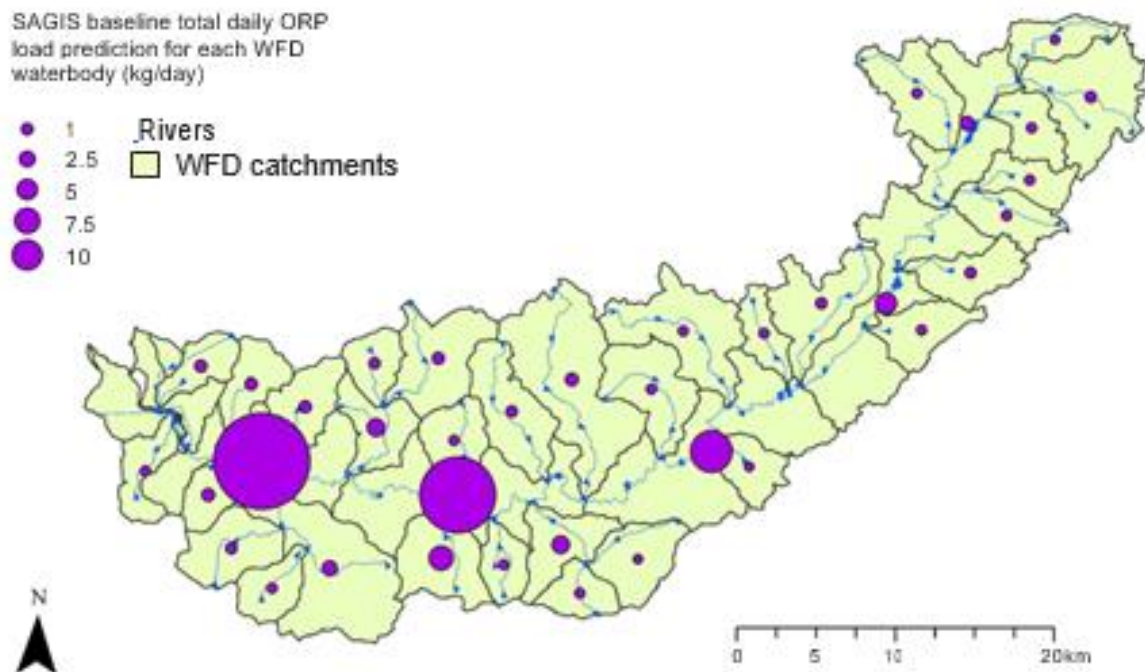 SAGIS baseline total daily ORP
load prediction for each WFD
waterbody (kg/day)
1
2.5
5
7.5
10
Rivers
WFD catchments
N
0 5 10 20km